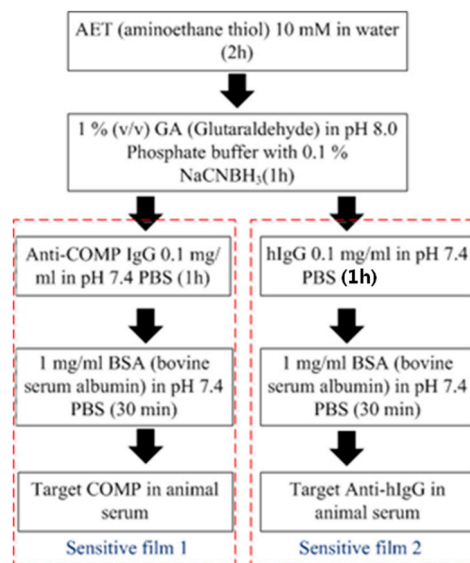 AET (aminoethane thiol) 10 mM in water
(2h)
1 % (v/v) GA (Glutaraldehyde) in pH 8.0
Phosphate buffer with 0.1 %
NaCNBH₃(1h)
Anti-COMP IgG 0.1 mg/
ml in pH 7.4 PBS (1h)
1 mg/ml BSA (bovine
serum albumin) in pH 7.4
PBS (30 min)
Target COMP in animal
serum
Sensitive film 1
hIgG 0.1 mg/ml in pH 7.4
PBS (1h)
1 mg/ml BSA (bovine
serum albumin) in pH 7.4
PBS (30 min)
Target Anti-hIgG in
animal serum
Sensitive film 2